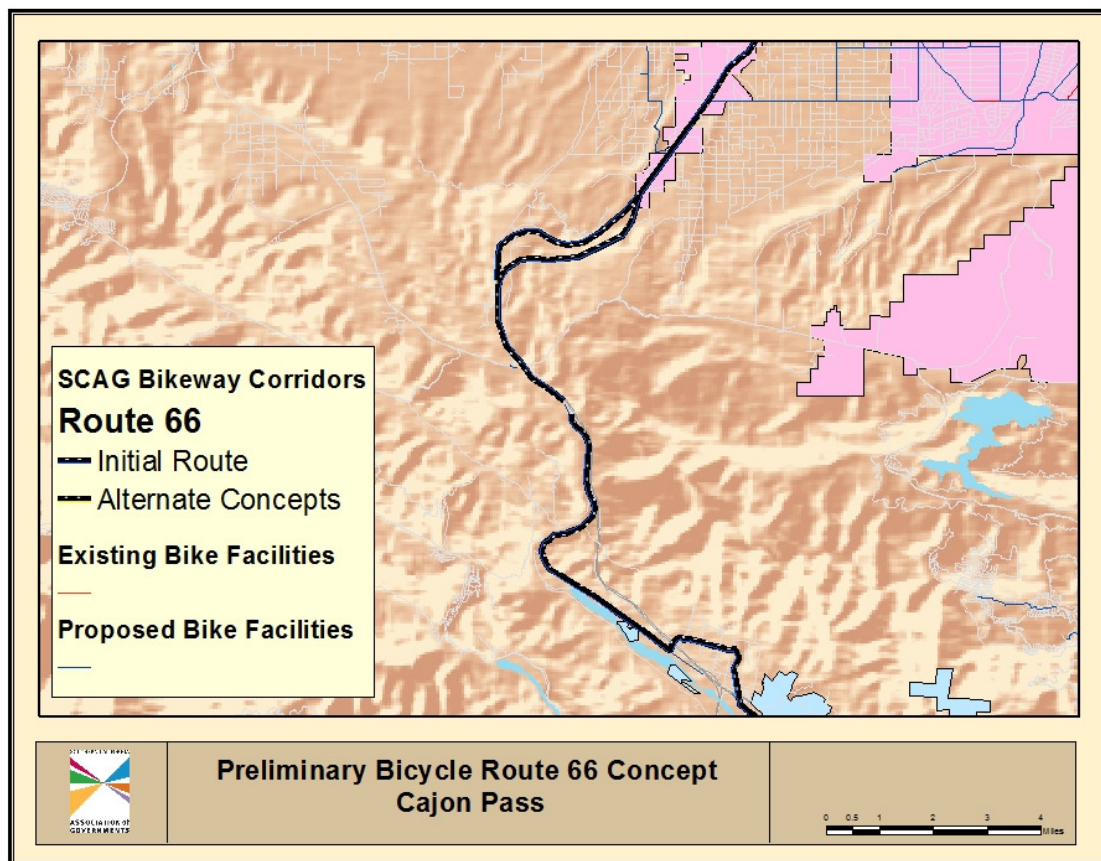 SCAG Bikeway Corridors
Route 66
Initial Route
Alternate Concepts
Existing Bike Facilities
Proposed Bike Facilities
ASSOCIATION of
GOVERNMENTS
Preliminary Bicycle Route 66 Concept
Cajon Pass
0 0.5 1 2 3 4
Miles